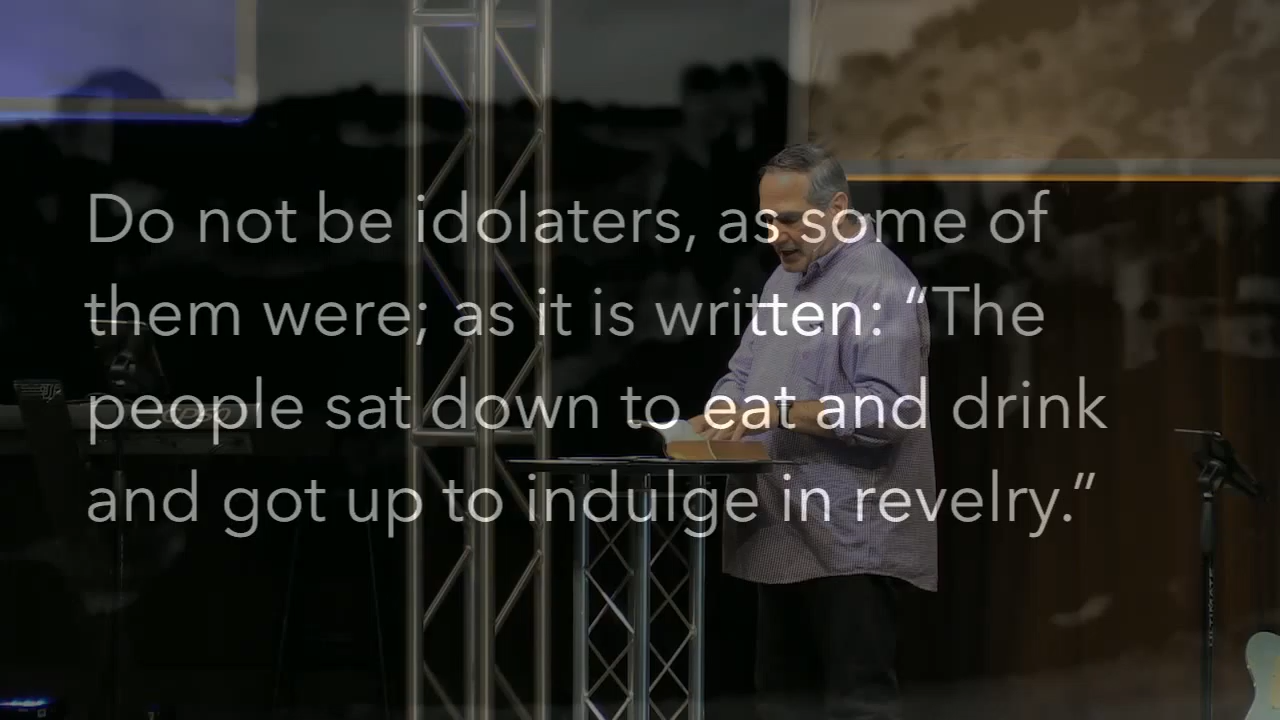 Do not be idolaters, as some of
them were; as it is written: “The
people sat down to eat and drink
and got up to indulge in revelry.”
ULTIMATE